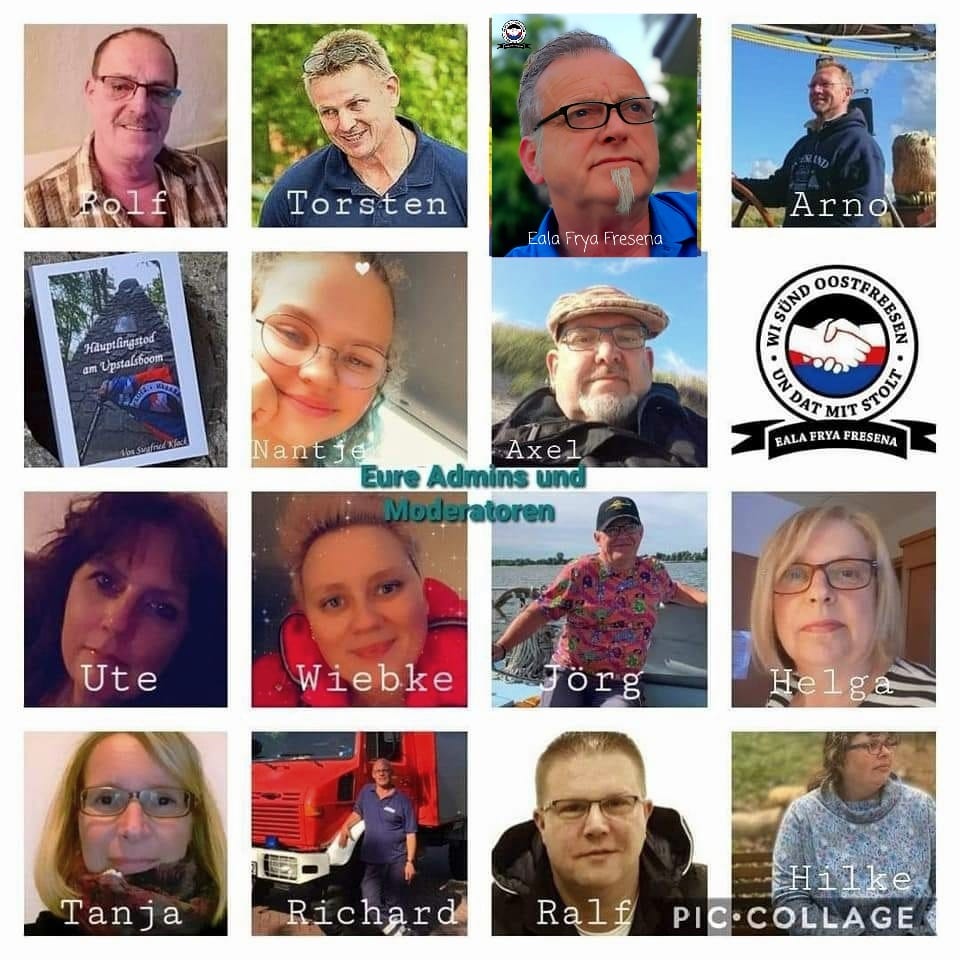 Rolf
Torsten
Eala Frya Fresena
Arno
Häuptlingstod
am Upstalsboom
Von Siegfried Klock
Nantje
Axel
WI SÜND OOSTFREESEN
UN DAT MIT STOLT
EALA FRYA FRESENA
Eure Admins und
Moderatoren
Ute
Wiebke
Jörg
Helga
Tanja
Richard
Ralf
Hilke
PIC•COLLAGE